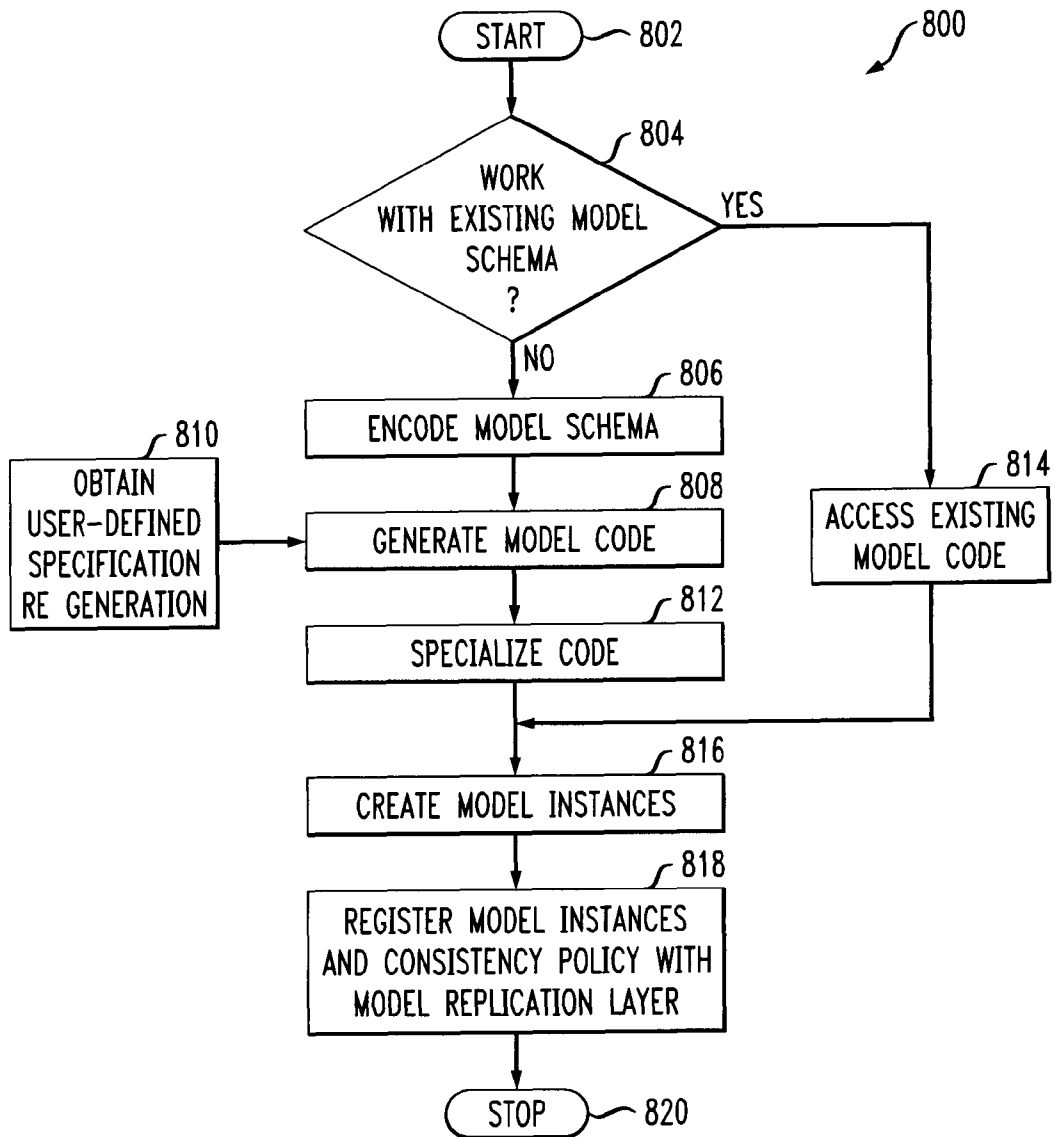 START
802
800
804
WORK
WITH EXISTING MODEL
SCHEMA
?
YES
NO
806
ENCODE MODEL SCHEMA
810
OBTAIN
USER-DEFINED
SPECIFICATION
RE GENERATION
808
GENERATE MODEL CODE
814
ACCESS EXISTING
MODEL CODE
812
SPECIALIZE CODE
816
CREATE MODEL INSTANCES
818
REGISTER MODEL INSTANCES
AND CONSISTENCY POLICY WITH
MODEL REPLICATION LAYER
STOP
820